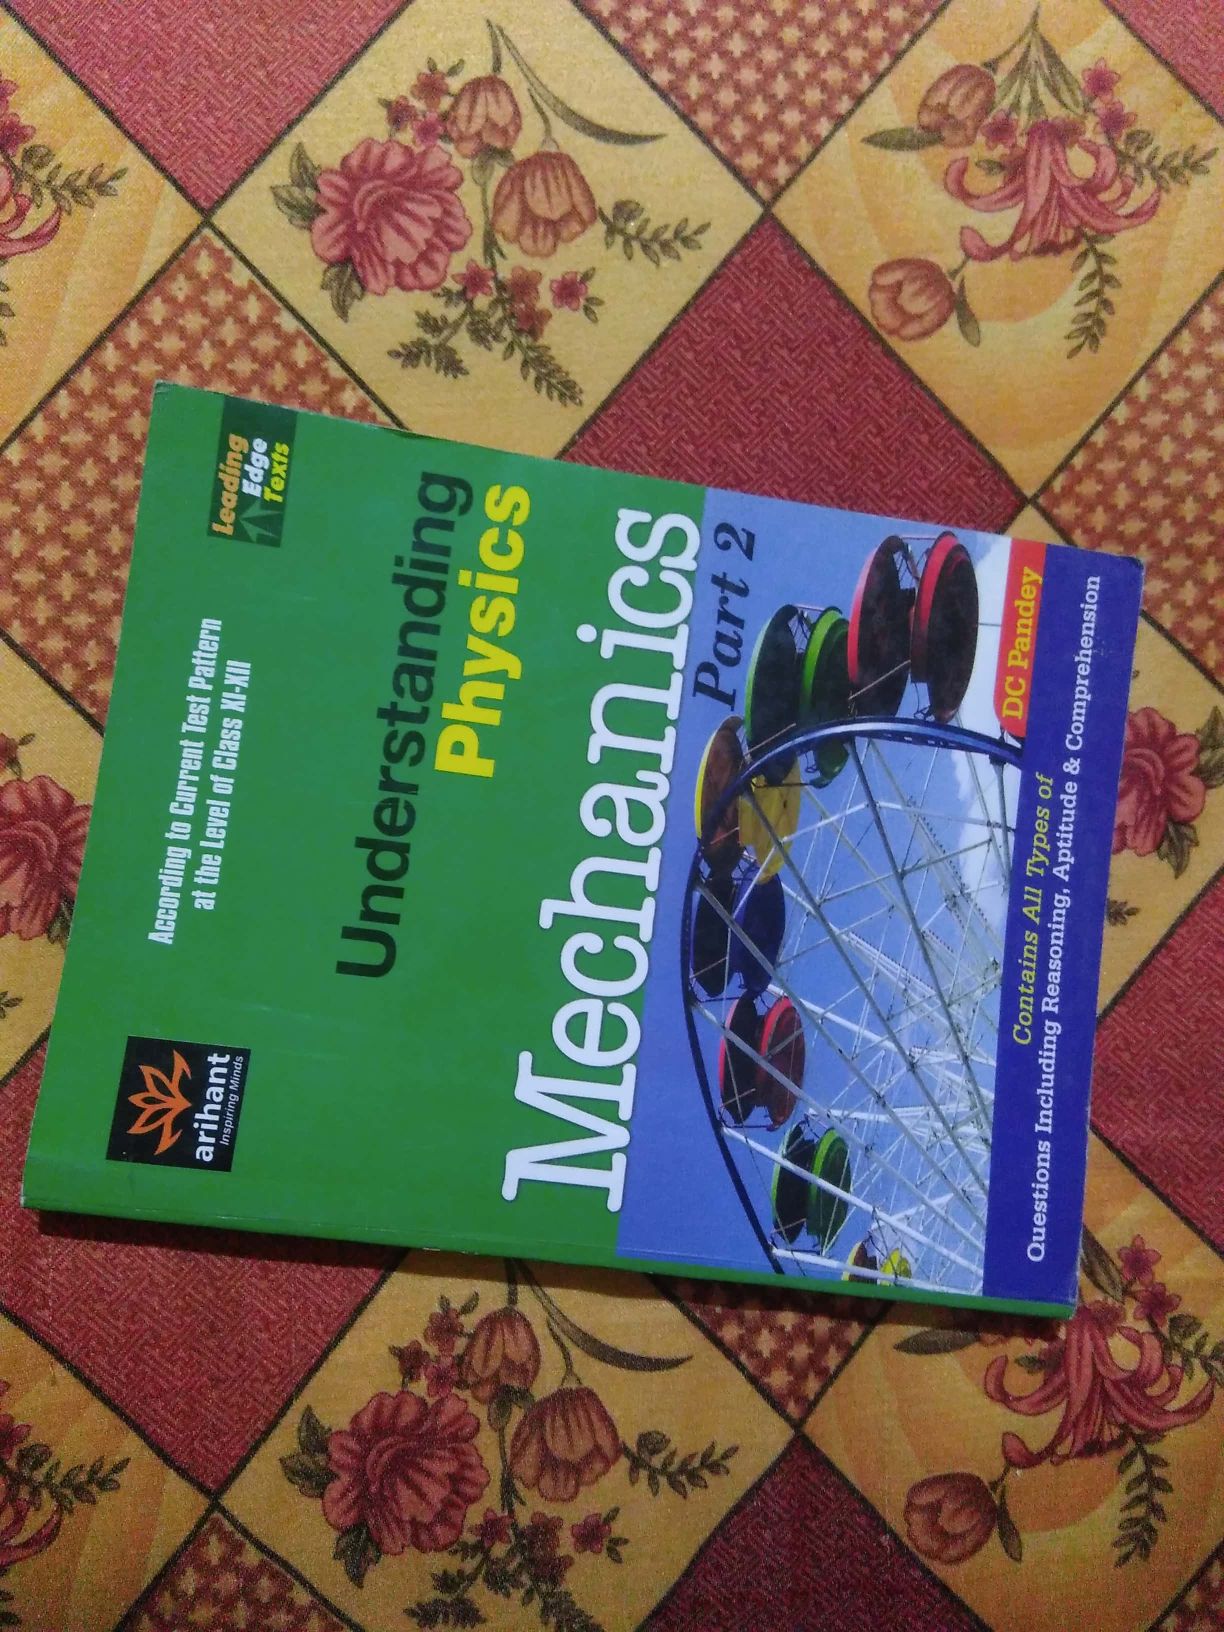 According to Current Test Pattern
at the Level of Class XI-XII
Leading
Edge
Texts
arihant
Inspiring Minds
Understanding
Physics
Mechanics
Part 2
DC Pandey
Contains All Types of
Questions Including Reasoning, Aptitude & Comprehension